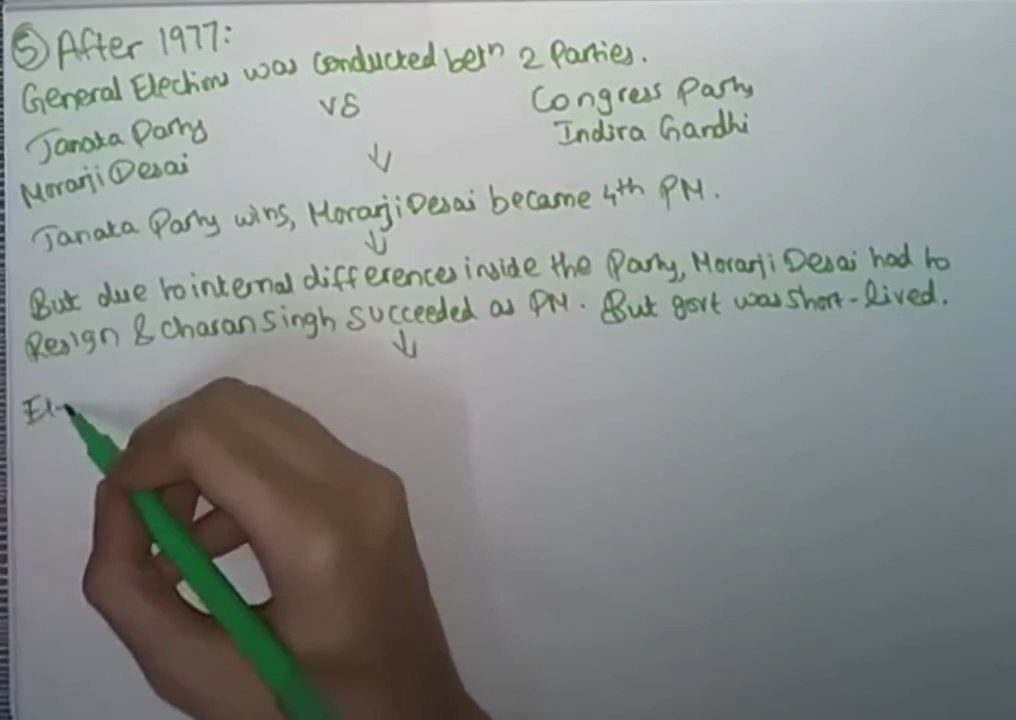 ⑤ After 1977:
General Elections was conducted betn 2 Parties.
Janata Party vs Congress Party
Morarji Desai Indira Gandhi
↓
Janata Party wins, Morarji Desai became 4th PM.
↓
But due to internal differences inside the Party, Morarji Desai had to
Resign & charan Singh succeeded as PM. But govt was short-lived.
↓
El